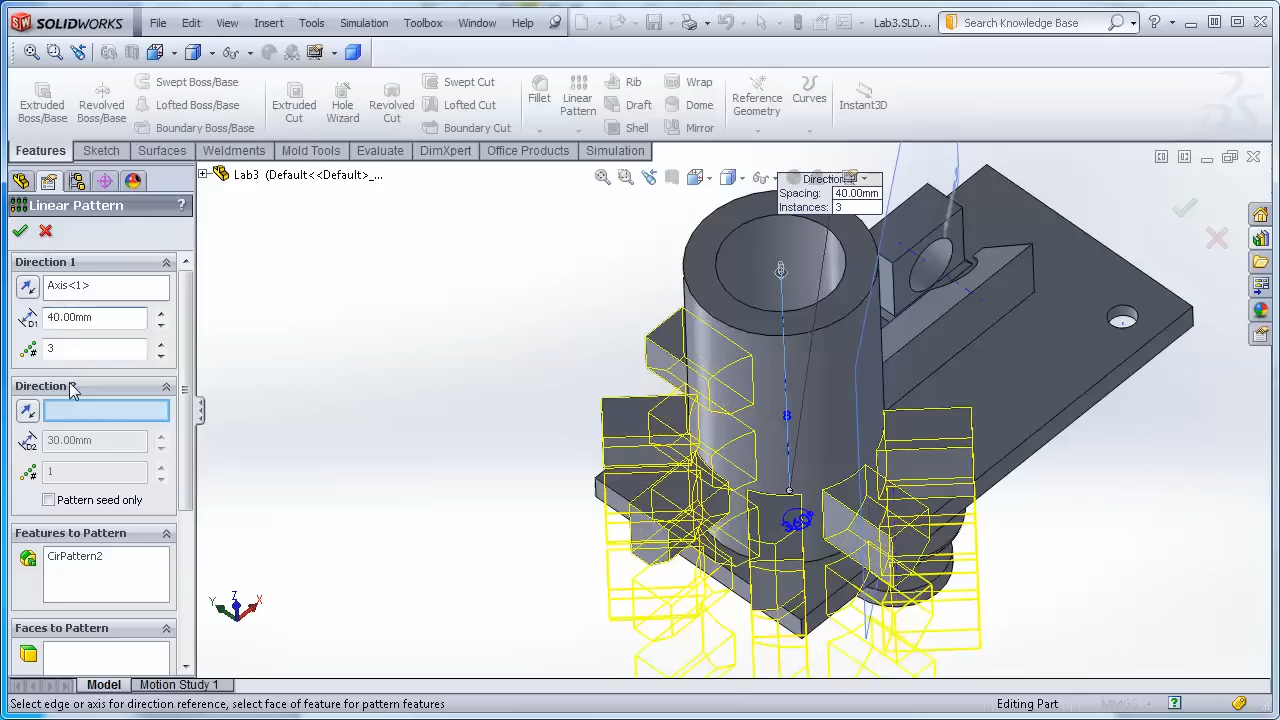 SOLIDWORKS File Edit View Insert Tools Simulation Toolbox Window Help Lab3.SLD... Search Knowledge Base ?
Extruded Boss/Base
Revolved Boss/Base
Swept Boss/Base
Lofted Boss/Base
Boundary Boss/Base
Extruded Cut
Hole Wizard
Revolved Cut
Swept Cut
Lofted Cut
Boundary Cut
Fillet
Linear Pattern
Rib
Draft
Shell
Wrap
Dome
Mirror
Reference Geometry
Curves
Instant3D
Features Sketch Surfaces Weldments Mold Tools Evaluate DimXpert Office Products Simulation
Lab3 (Default<<Default>_...
Linear Pattern ?
Direction 1
Axis<1>
D1 40.00mm
# 3
Direction
D2 30.00mm
# 1
Pattern seed only
Features to Pattern
CirPattern2
Faces to Pattern
Direction 1
Spacing: 40.00mm
Instances: 3
8
360°
Z
Y X
Model Motion Study 1
Select edge or axis for direction reference, select face of feature for pattern features Editing Part MMGS ?